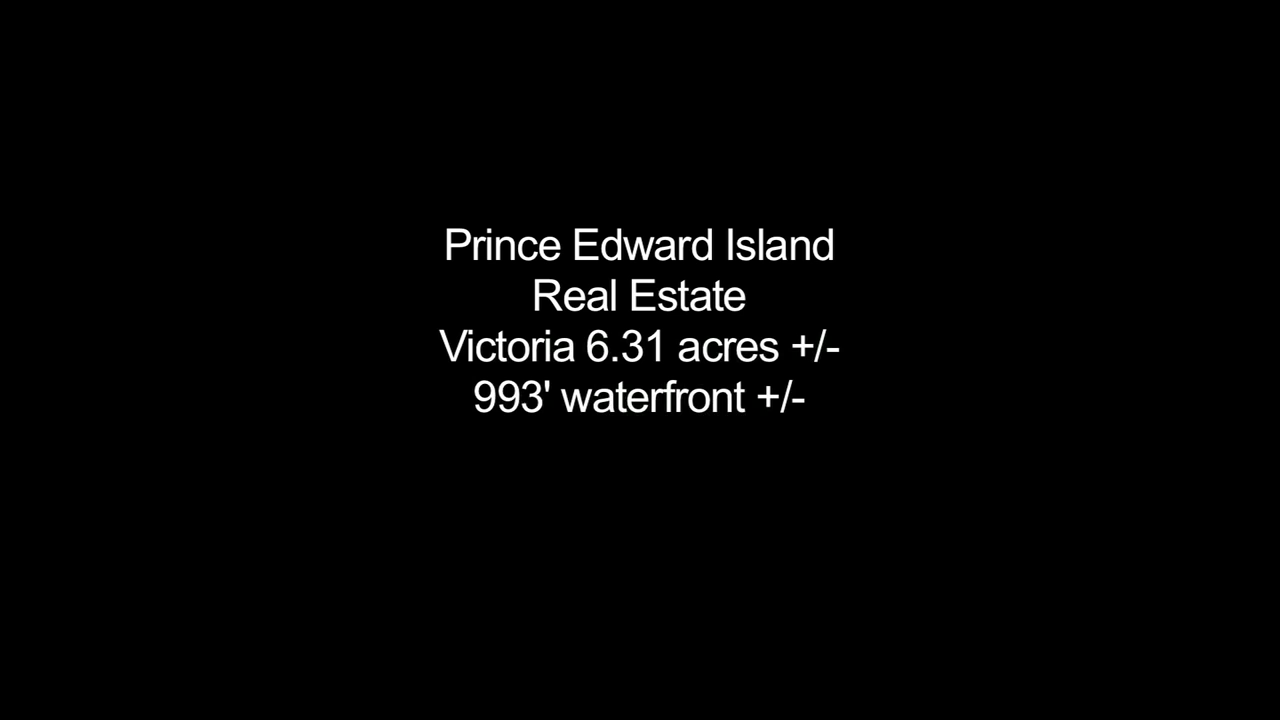 Prince Edward Island
Real Estate
Victoria 6.31 acres +/-
993' waterfront +/-